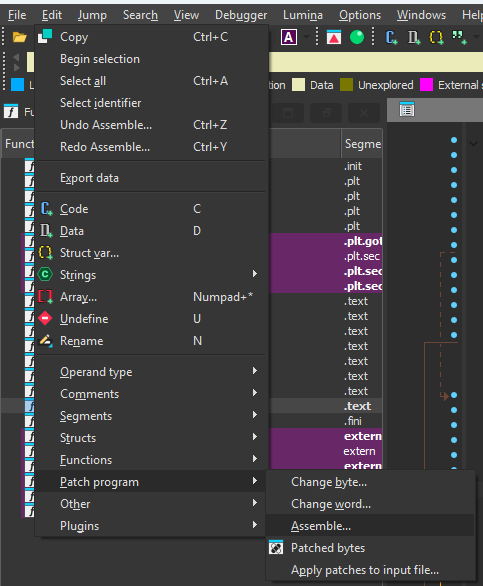 File Edit Jump Search View Debugger Lumina Options Windows Help
Copy Ctrl+C
Begin selection
Select all Ctrl+A
Select identifier
Undo Assemble... Ctrl+Z
Redo Assemble... Ctrl+Y
Export data
Code C
Data D
Struct var...
Strings
Array... Numpad+*
Undefine U
Rename N
Operand type
Comments
Segments
Structs
Functions
Patch program
Other
Plugins
Change byte...
Change word...
Assemble...
Patched bytes
Apply patches to input file...
A
Data Unexplored External s
Funct
Segme
.init
.plt
.plt
.plt
.plt
.plt.got
.plt.sec
.plt.sec
.plt.sec
.text
.text
.text
.text
.text
.text
.text
.text
.fini
extern
extern
extern